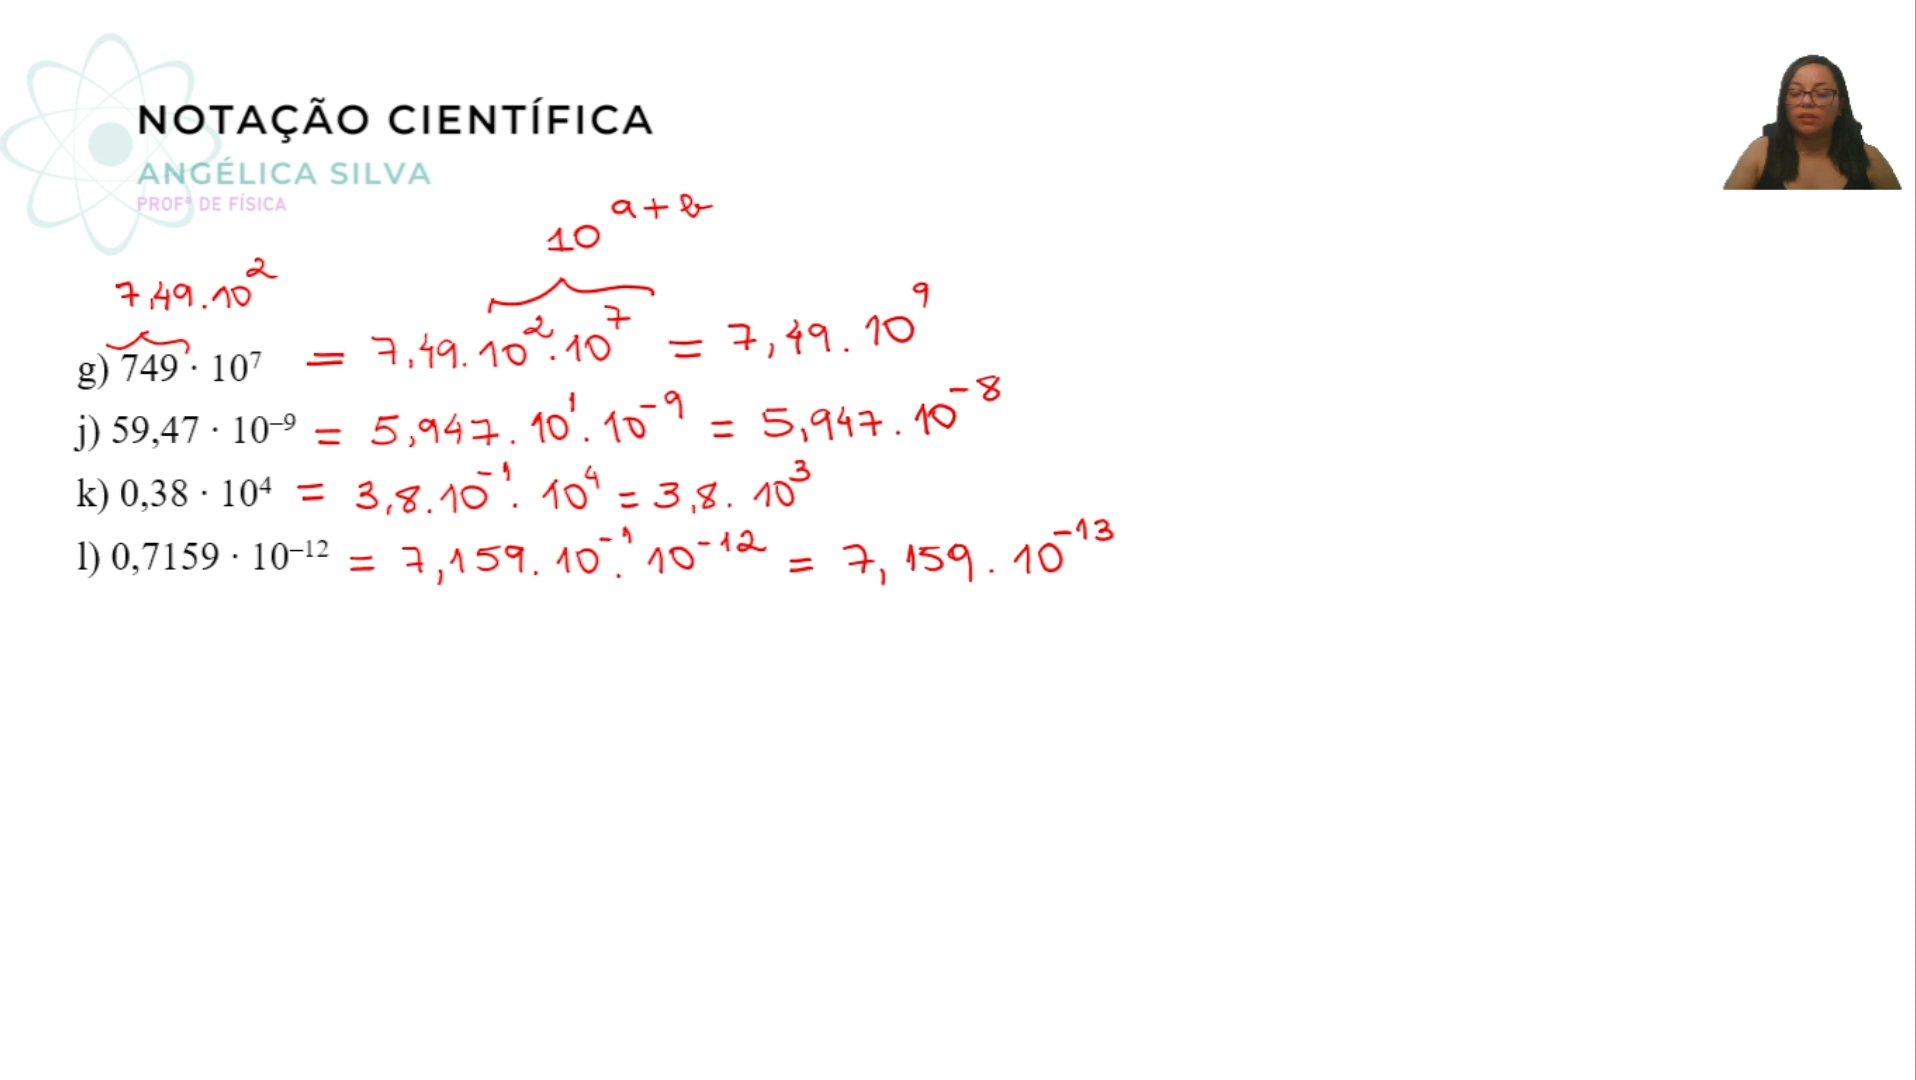 NOTAÇÃO CIENTÍFICA
ANGÉLICA SILVA
PROFª DE FÍSICA
10^{a+b}
7,49.10²
g) 749 · 10⁷ = 7,49.10².10⁷ = 7,49.10⁹
j) 59,47 · 10⁻⁹ = 5,947.10¹.10⁻⁹ = 5,947.10⁻⁸
k) 0,38 · 10⁴ = 3,8.10⁻¹.10⁴ = 3,8.10³
l) 0,7159 · 10⁻¹² = 7,159.10⁻¹.10⁻¹² = 7,159.10⁻¹³